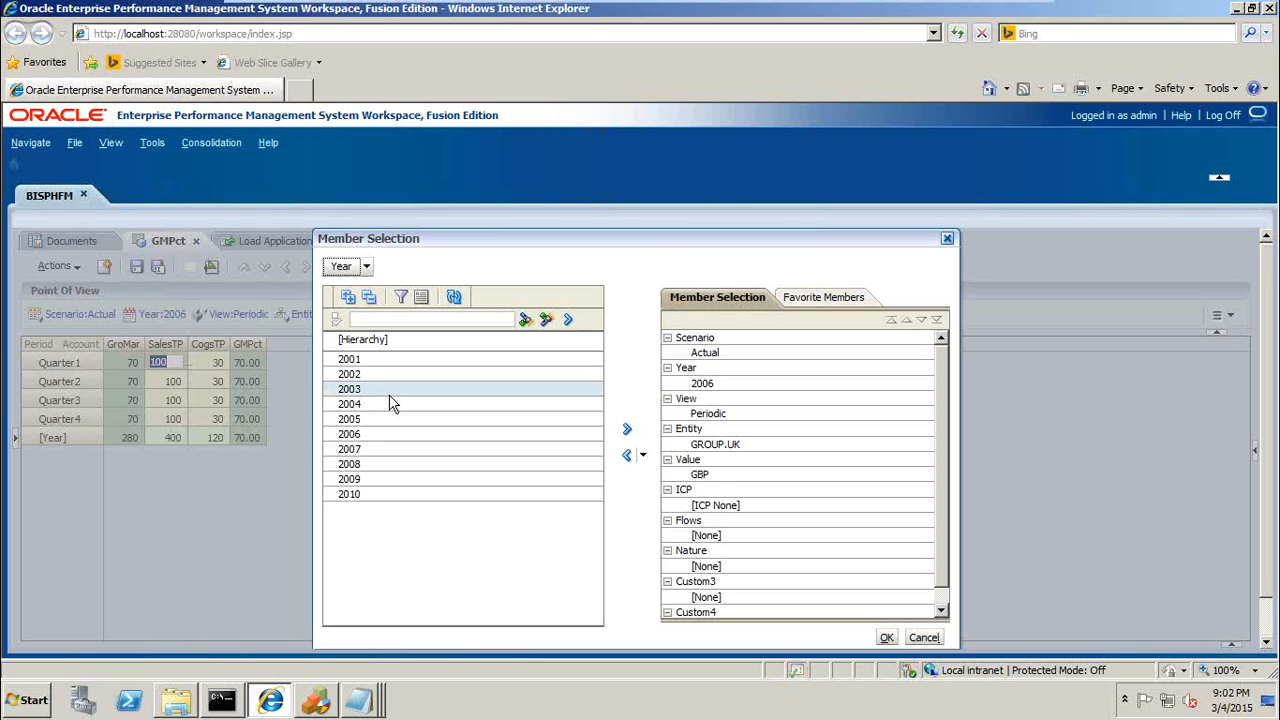 Oracle Enterprise Performance Management System Workspace, Fusion Edition - Windows Internet Explorer
http://localhost:28080/workspace/index.jsp
Bing
Favorites Suggested Sites Web Slice Gallery
Oracle Enterprise Performance Management System ...
Page Safety Tools
ORACLE Enterprise Performance Management System Workspace, Fusion Edition
Logged in as admin | Help | Log Off
Navigate File View Tools Consolidation Help
BISPHFM
Documents GMPct Load Application
Actions
Point Of View
Scenario:Actual Year:2006 View:Periodic Enti
Period Account GroMar SalesTP CogsTP GMPct
Quarter1 70 100 ... 30 70.00
Quarter2 70 100 30 70.00
Quarter3 70 100 30 70.00
Quarter4 70 100 30 70.00
[Year] 280 400 120 70.00
Member Selection
Year
[Hierarchy]
2001
2002
2003
2004
2005
2006
2007
2008
2009
2010
Member Selection Favorite Members
Scenario
Actual
Year
2006
View
Periodic
Entity
GROUP.UK
Value
GBP
ICP
[ICP None]
Flows
[None]
Nature
[None]
Custom3
[None]
Custom4
OK Cancel
Local intranet | Protected Mode: Off
100%
Start
9:02 PM
3/4/2015